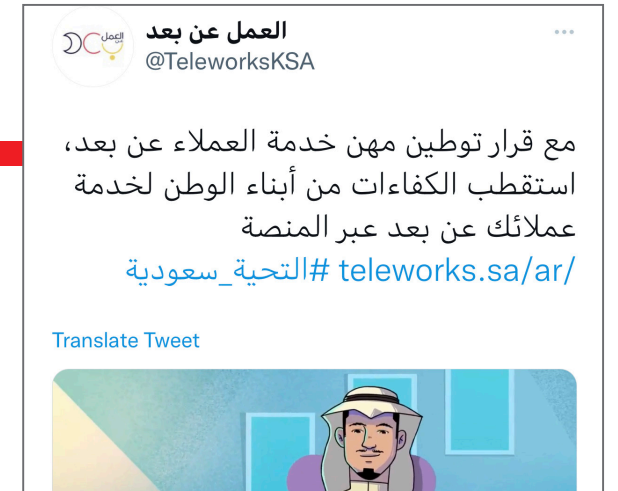 العمل عن بعد
@TeleworksKSA
مع قرار توطين مهن خدمة العملاء عن بعد،
استقطب الكفاءات من أبناء الوطن لخدمة
عملائك عن بعد عبر المنصة
teleworks.sa/ar/ #التحية_سعودية
Translate Tweet